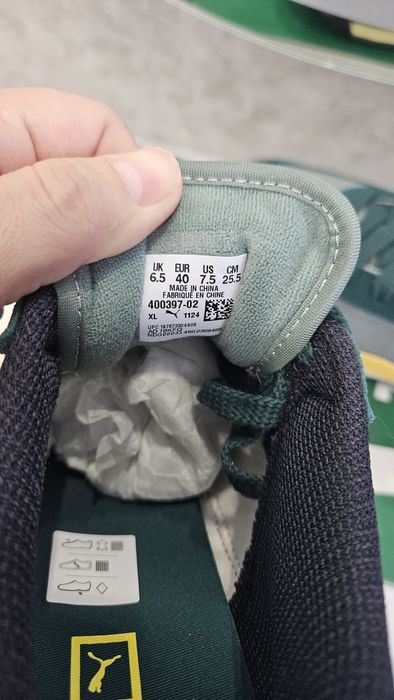 UK EUR US CM
6.5 40 7.5 25.5
MADE IN CHINA
FABRIQUÉ EN CHINE
400397-02
XL 1124